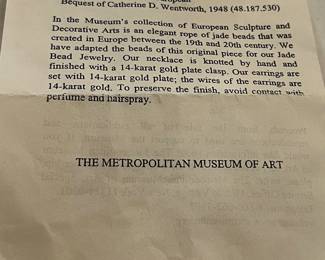 Bequest of Catherine D. Wentworth, 1948 (48.187.530)
In the Museum's collection of European Sculpture and
Decorative Arts is an elegant rope of jade beads that was
created in Europe between the 19th and 20th century. We
have adapted the beads of this original piece for our Jade
Bead Jewelry. Our necklace is knotted by hand and
finished with a 14-karat gold plate clasp. Our earrings are
set with 14-karat gold plate; the wires of the earrings are
14-karat gold. To preserve the finish, avoid contact with
perfume and hairspray.
THE METROPOLITAN MUSEUM OF ART